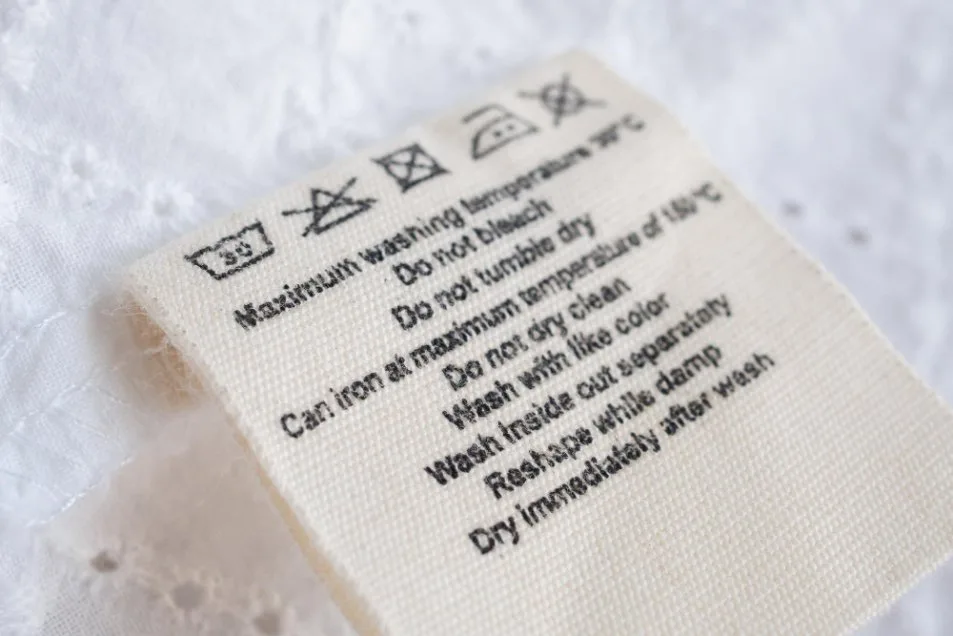 30
Maximum washing temperature 30°C
Do not bleach
Do not tumble dry
Can iron at maximum temperature of 150°C
Do not dry clean
Wash with like color
Wash inside out separately
Reshape while damp
Dry immediately after wash